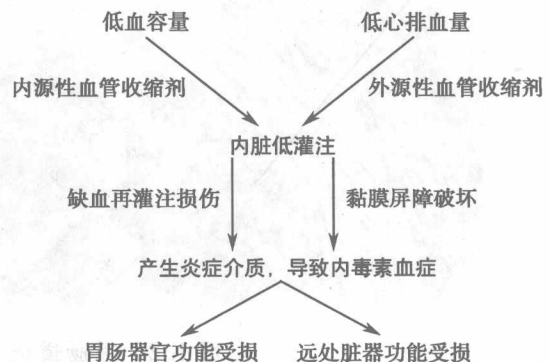 低血容量 低心排血量
内源性血管收缩剂 外源性血管收缩剂
内脏低灌注
缺血再灌注损伤 黏膜屏障破坏
产生炎症介质，导致内毒素血症
胃肠器官功能受损 远处脏器功能受损